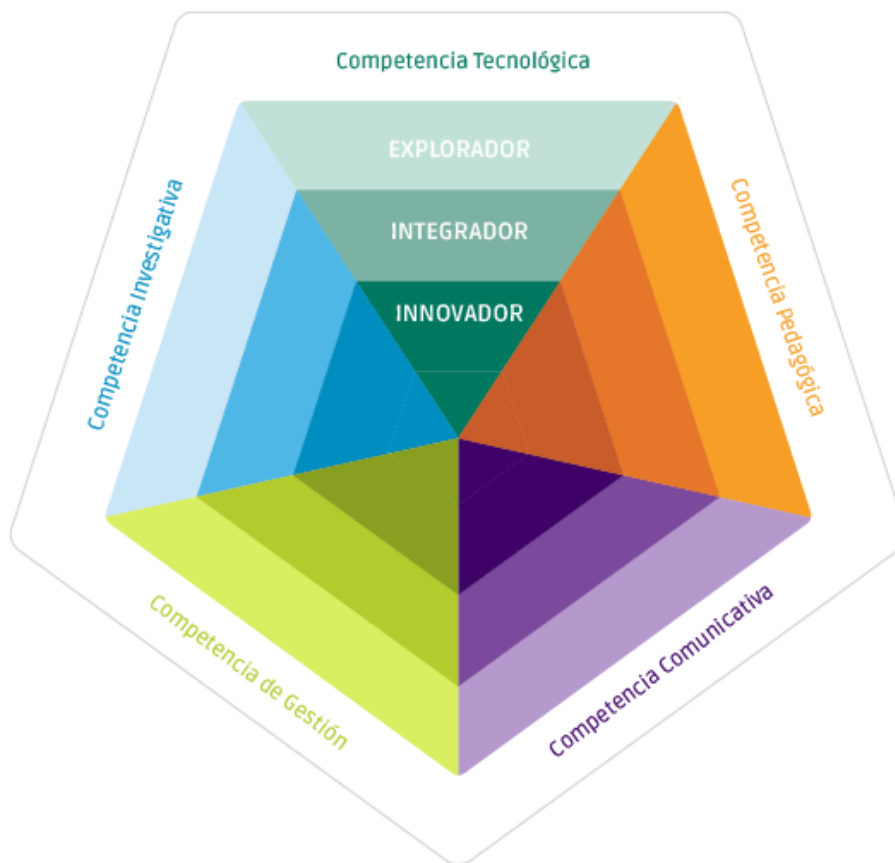 Competencia Tecnológica
EXPLORADOR
INTEGRADOR
INNOVADOR
Competencia Investigativa
Competencia Pedagógica
Competencia de Gestión
Competencia Comunicativa